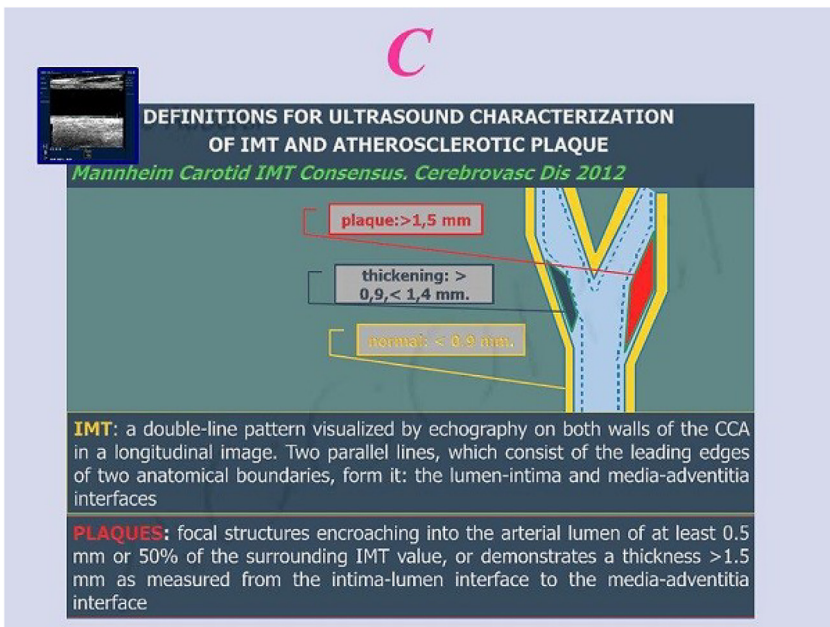 C
DEFINITIONS FOR ULTRASOUND CHARACTERIZATION
OF IMT AND ATHEROSCLEROTIC PLAQUE
Mannheim Carotid IMT Consensus. Cerebrovasc Dis 2012
plaque:>1,5 mm
thickening: >
0,9,< 1,4 mm.
normal: < 0.9 mm.
IMT: a double-line pattern visualized by echography on both walls of the CCA
in a longitudinal image. Two parallel lines, which consist of the leading edges
of two anatomical boundaries, form it: the lumen-intima and media-adventitia
interfaces
PLAQUES: focal structures encroaching into the arterial lumen of at least 0.5
mm or 50% of the surrounding IMT value, or demonstrates a thickness >1.5
mm as measured from the intima-lumen interface to the media-adventitia
interface